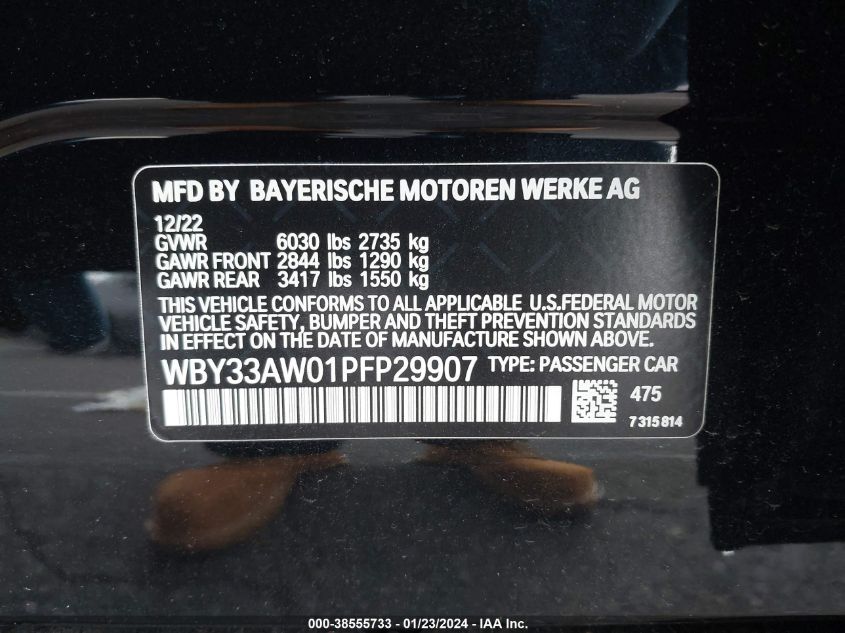 MFD BY BAYERISCHE MOTOREN WERKE AG
12/22
GVWR 6030 lbs 2735 kg
GAWR FRONT 2844 lbs 1290 kg
GAWR REAR 3417 lbs 1550 kg
THIS VEHICLE CONFORMS TO ALL APPLICABLE U.S.FEDERAL MOTOR
VEHICLE SAFETY, BUMPER AND THEFT PREVENTION STANDARDS
IN EFFECT ON THE DATE OF MANUFACTURE SHOWN ABOVE.
WBY33AW01PFP29907 TYPE: PASSENGER CAR
475
7 315 814
000-38555733 - 01/23/2024 - IAA Inc.